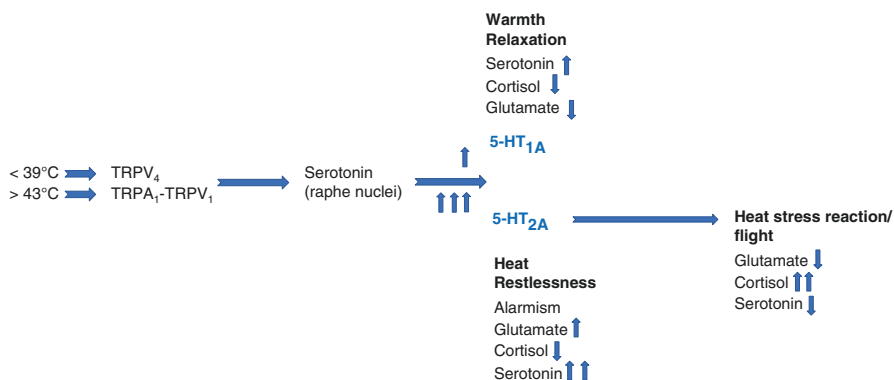 Warmth
Relaxation
Serotonin
Cortisol
Glutamate
5-HT1A
< 39°C TRPV4
> 43°C TRPA1-TRPV1
Serotonin
(raphe nuclei)
5-HT2A
Heat
Restlessness
Alarmism
Glutamate
Cortisol
Serotonin
Heat stress reaction/
flight
Glutamate
Cortisol
Serotonin